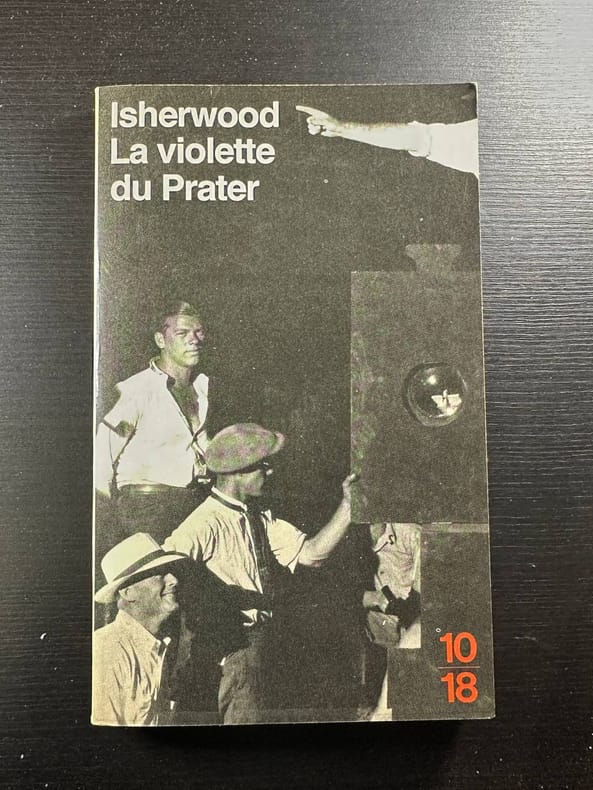 Isherwood
La violette
du Prater
10
18